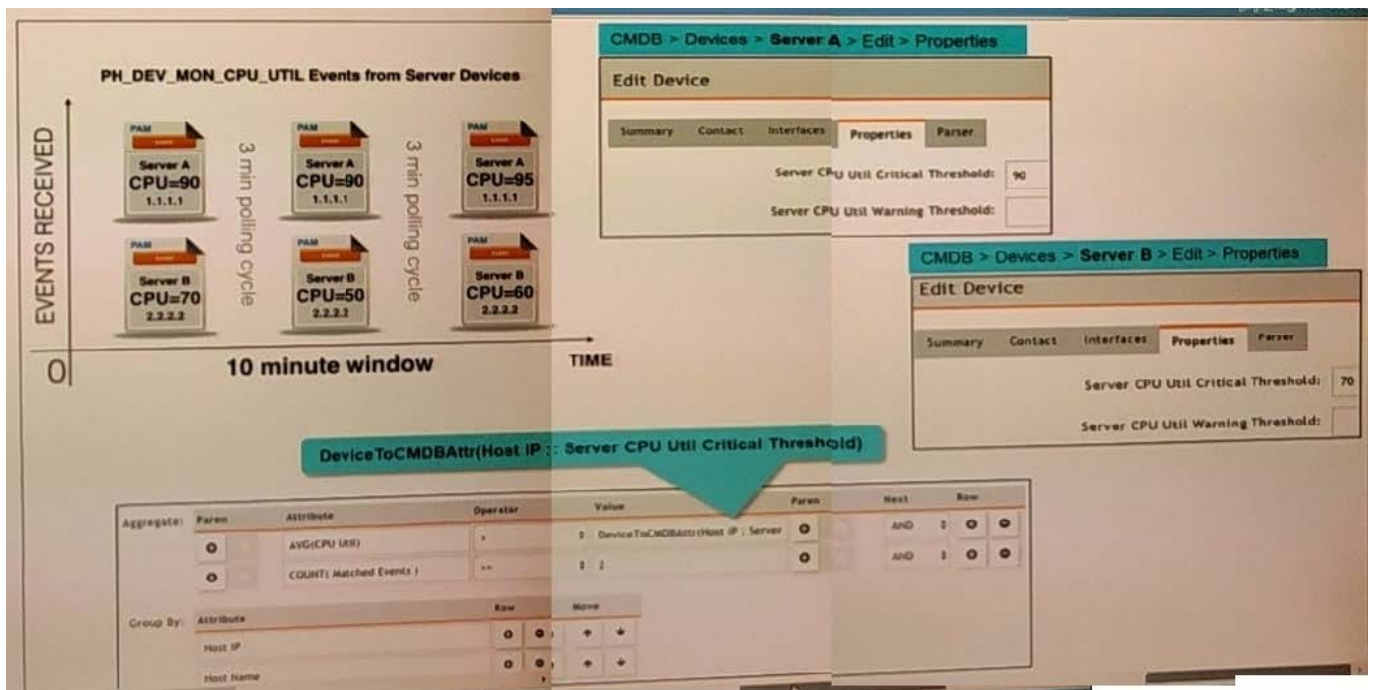 CMDB > Devices > Server A > Edit > Properties
Edit Device
Summary Contact Interfaces Properties Parser
Server CPU Util Critical Threshold: 90
Server CPU Util Warning Threshold:
PH_DEV_MON_CPU_UTIL Events from Server Devices
EVENTS RECEIVED
PAM
Server A
CPU=90
1.1.1.1
3 min polling cycle
PAM
Server A
CPU=90
1.1.1.1
3 min polling cycle
PAM
Server A
CPU=95
1.1.1.1
PAM
Server B
CPU=70
2.2.2.2
PAM
Server B
CPU=50
2.2.2.2
PAM
Server B
CPU=60
2.2.2.2
0
10 minute window
TIME
CMDB > Devices > Server B > Edit > Properties
Edit Device
Summary Contact Interfaces Properties Parser
Server CPU Util Critical Threshold: 70
Server CPU Util Warning Threshold:
DeviceToCMDBAttr(Host IP : : Server CPU Util Critical Threshold)
Aggregate: Paren Attribute Operator Value Paren Next Row
AVG(CPU Util) DeviceToCMDBAttr(Host IP : Server AND
COUNT( Matched Events ) >= 2 AND
Group By: Attribute Row Move
Host IP
Host Name